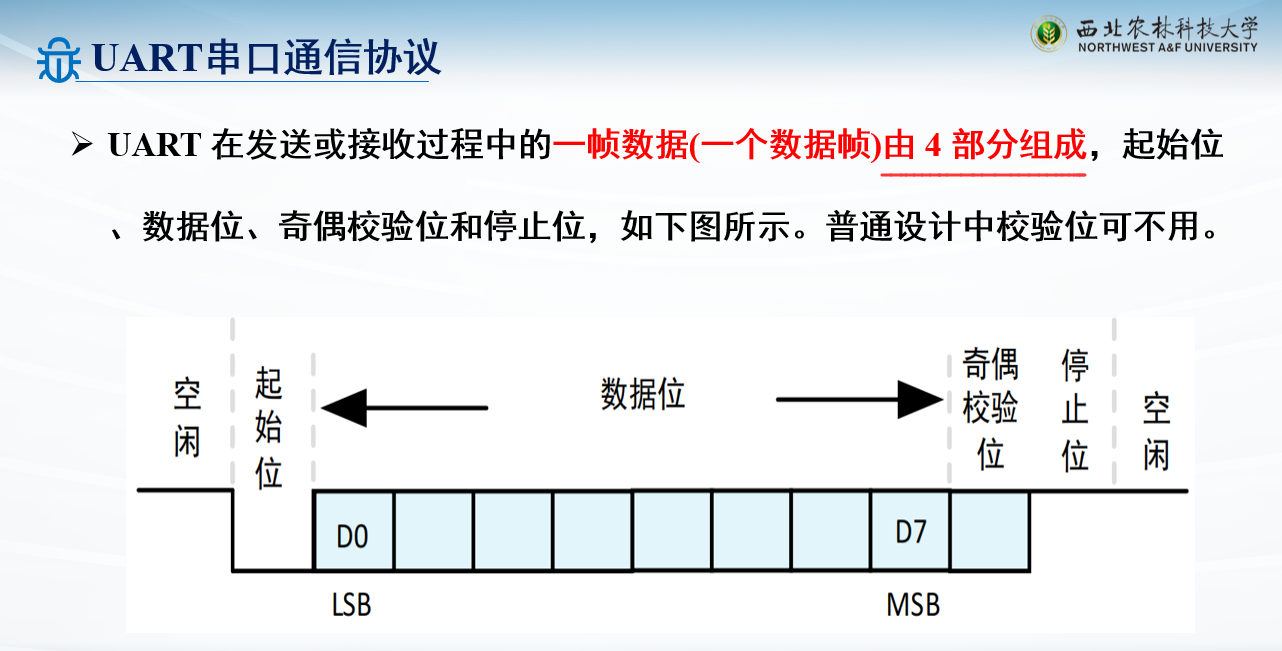 UART串口通信协议
西北农林科技大学
NORTHWEST A&F UNIVERSITY
➢ UART 在发送或接收过程中的一帧数据(一个数据帧)由 4 部分组成，起始位
、数据位、奇偶校验位和停止位，如下图所示。普通设计中校验位可不用。
空闲
起始位
数据位
奇偶校验位
停止位
空闲
D0
D7
LSB
MSB